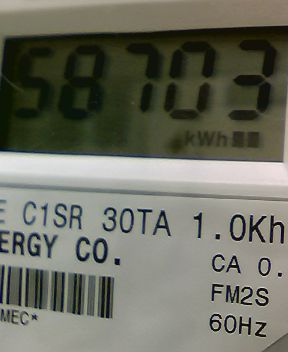 58703
kWh
E C1SR 30TA 1.0Kh
ERGY CO.
CA 0.
FM2S
MEC*
60Hz